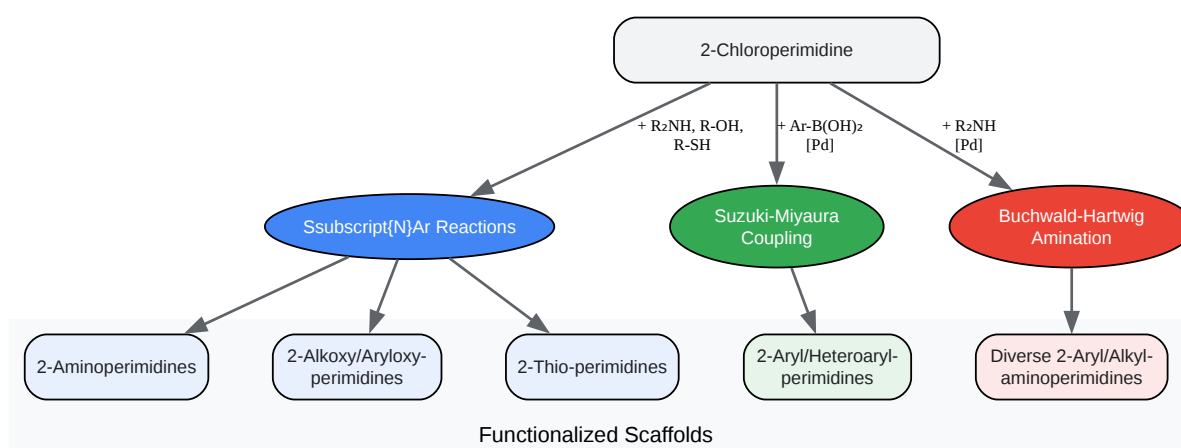 2-Chloroperimidine
+ R₂NH, R-OH,
R-SH
+ Ar-B(OH)₂
[Pd]
+ R₂NH
[Pd]
Ssubscript{N}Ar Reactions
Suzuki-Miyaura
Coupling
Buchwald-Hartwig
Amination
2-Aminoperimidines
2-Alkoxy/Aryloxy-
perimidines
2-Thio-perimidines
2-Aryl/Heteroaryl-
perimidines
Diverse 2-Aryl/Alkyl-
aminoperimidines
Functionalized Scaffolds